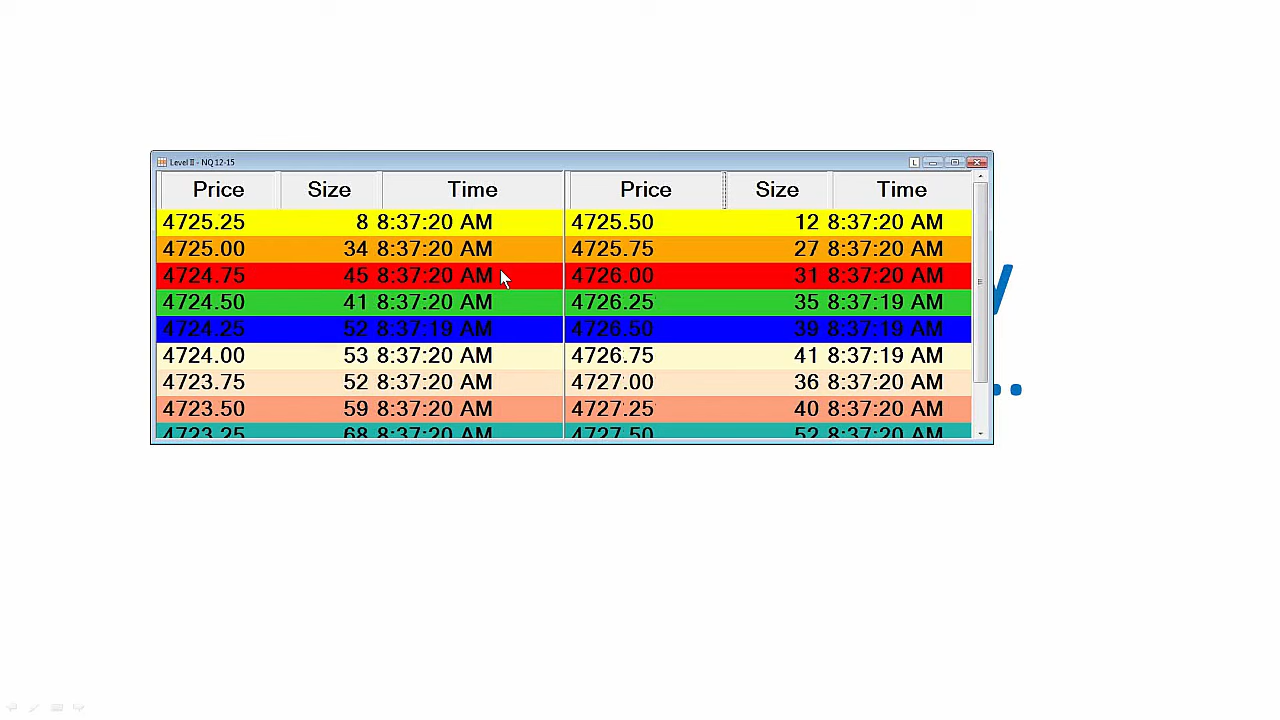 Level II - NQ 12-15
L
Price Size Time Price Size Time
4725.25 8 8:37:20 AM 4725.50 12 8:37:20 AM
4725.00 34 8:37:20 AM 4725.75 27 8:37:20 AM
4724.75 45 8:37:20 AM 4726.00 31 8:37:20 AM
4724.50 41 8:37:20 AM 4726.25 35 8:37:19 AM
4724.25 52 8:37:19 AM 4726.50 39 8:37:19 AM
4724.00 53 8:37:20 AM 4726.75 41 8:37:19 AM
4723.75 52 8:37:20 AM 4727.00 36 8:37:20 AM
4723.50 59 8:37:20 AM 4727.25 40 8:37:20 AM
4723.25 68 8:37:20 AM 4727.50 52 8:37:20 AM